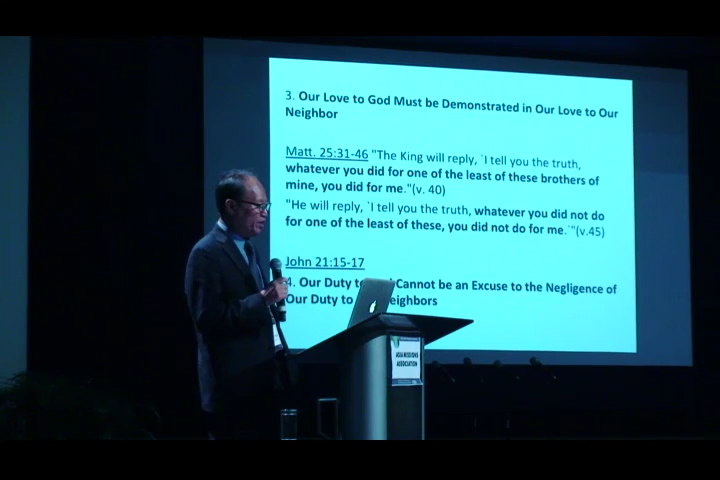 3. Our Love to God Must be Demonstrated in Our Love to Our
Neighbor
Matt. 25:31-46 "The King will reply, `I tell you the truth,
whatever you did for one of the least of these brothers of
mine, you did for me."(v. 40)
"He will reply, `I tell you the truth, whatever you did not do
for one of the least of these, you did not do for me.`"(v.45)
John 21:15-17
4. Our Duty Cannot be an Excuse to the Negligence of
Our Duty to
ASIA MISSIONS
ASSOCIATION